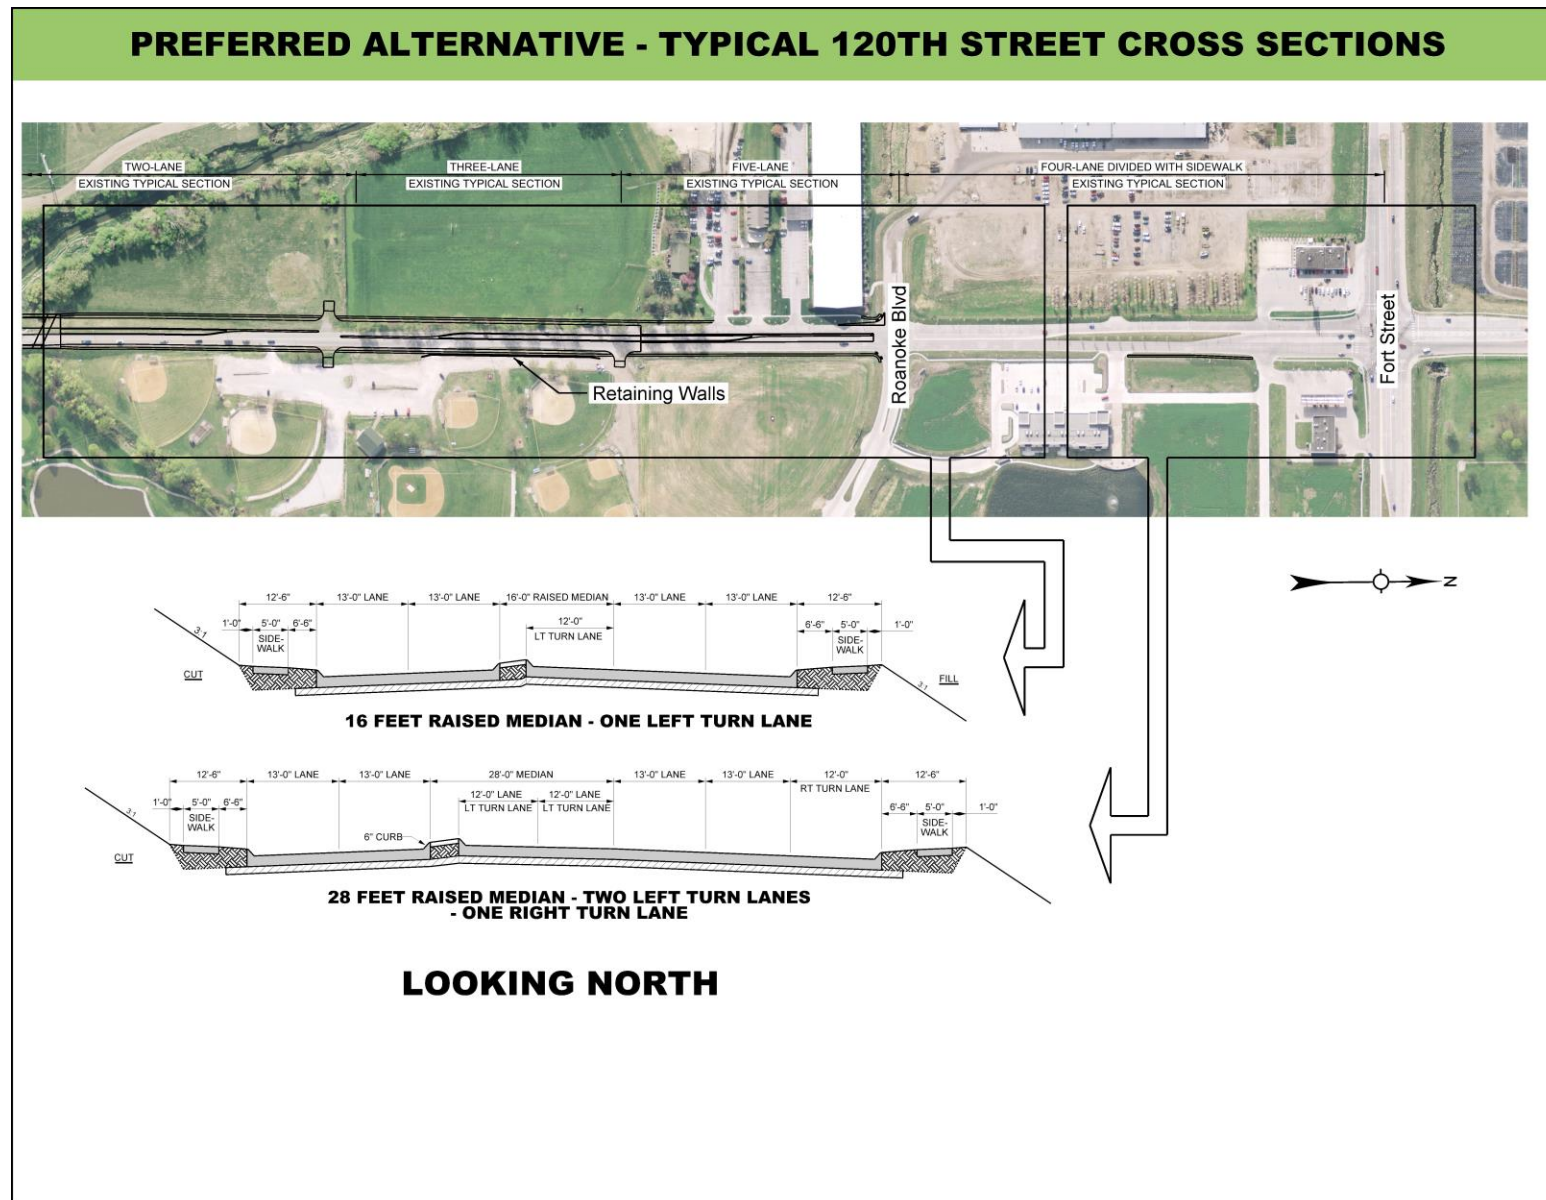 PREFERRED ALTERNATIVE - TYPICAL 120TH STREET CROSS SECTIONS
TWO-LANE
EXISTING TYPICAL SECTION
THREE-LANE
EXISTING TYPICAL SECTION
FIVE-LANE
EXISTING TYPICAL SECTION
FOUR-LANE DIVIDED WITH SIDEWALK
EXISTING TYPICAL SECTION
Retaining Walls
Roanoke Blvd
Fort Street
N
12'-6" 13'-0" LANE 13'-0" LANE 16'-0" RAISED MEDIAN 13'-0" LANE 13'-0" LANE 12'-6"
1'-0" 5'-0" 6'-6" 12'-0" 6'-6" 5'-0" 1'-0"
SIDE-
WALK
LT TURN LANE
SIDE-
WALK
3:1
CUT
FILL
3:1
16 FEET RAISED MEDIAN - ONE LEFT TURN LANE
12'-6" 13'-0" LANE 13'-0" LANE 28'-0" MEDIAN 13'-0" LANE 13'-0" LANE 12'-0" 12'-6"
RT TURN LANE
1'-0" 5'-0" 6'-6" 12'-0" LANE 12'-0" LANE 6'-6" 5'-0" 1'-0"
LT TURN LANE LT TURN LANE
SIDE-
WALK
SIDE-
WALK
3:1
6" CURB
CUT
28 FEET RAISED MEDIAN - TWO LEFT TURN LANES
- ONE RIGHT TURN LANE
LOOKING NORTH